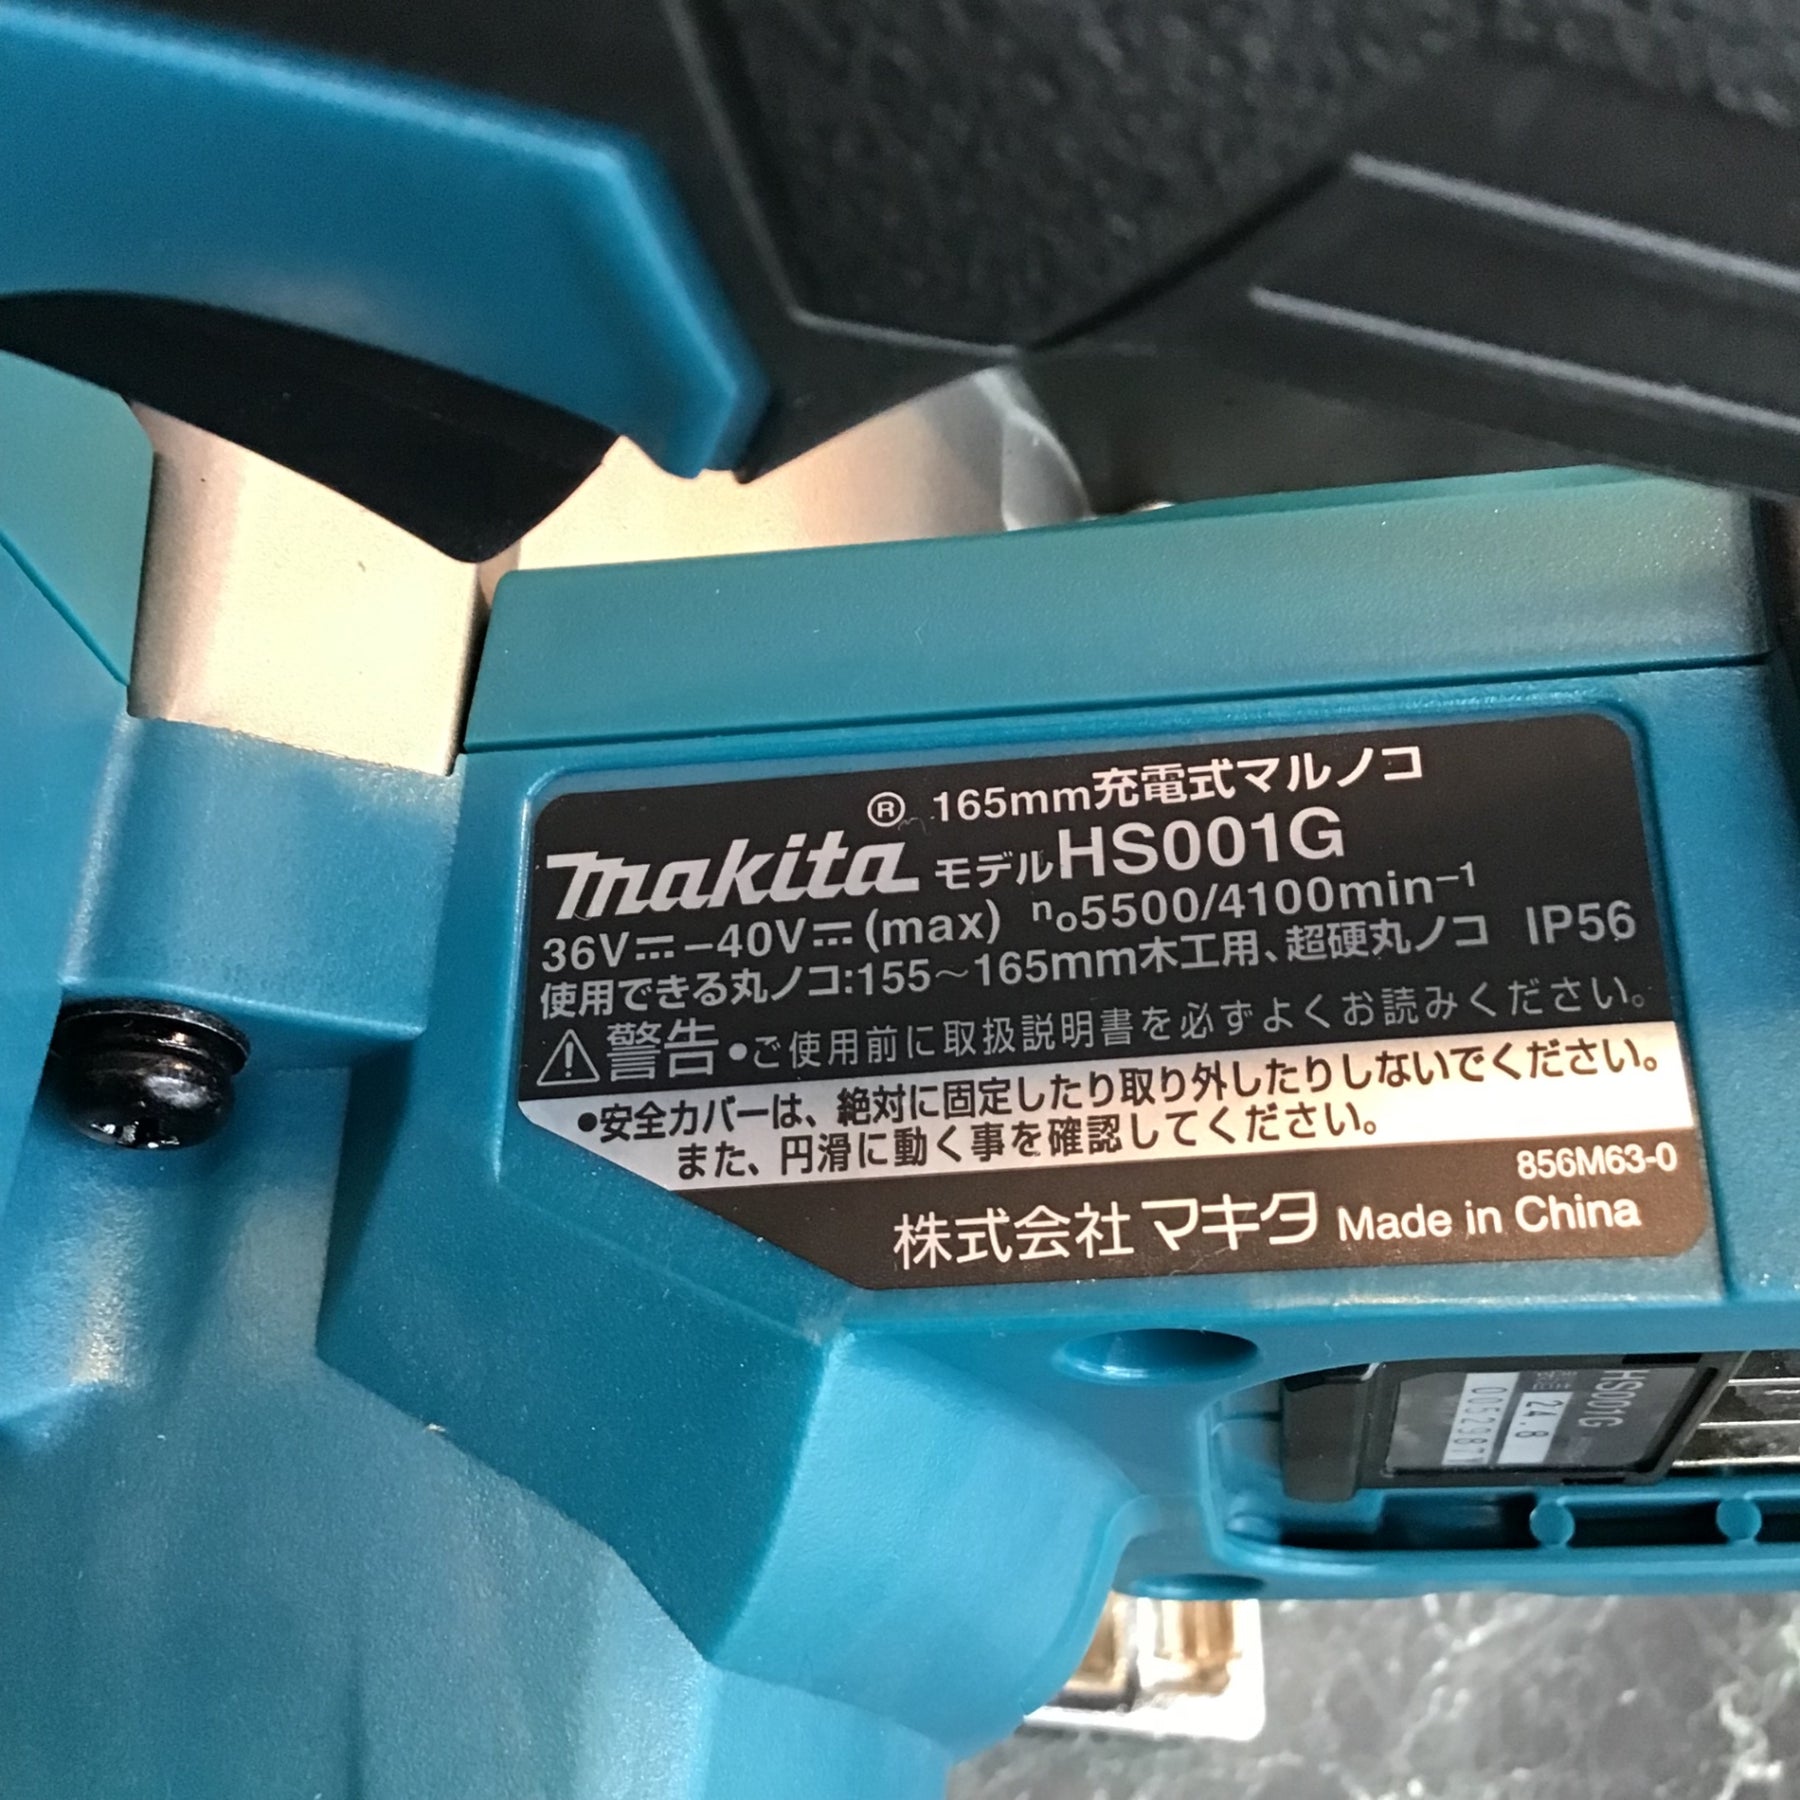 165mm充電式マルノコ
makita® モデルHS001G
36V⎓–40V⎓(max) n₀5500/4100min⁻¹
使用できる丸ノコ:155～165mm木工用、超硬丸ノコ IP56
⚠警告 •ご使用前に取扱説明書を必ずよくお読みください。
•安全カバーは、絶対に固定したり取り外したりしないでください。
また、円滑に動く事を確認してください。
856M63-0
株式会社マキタ Made in China
HS001G
24.8